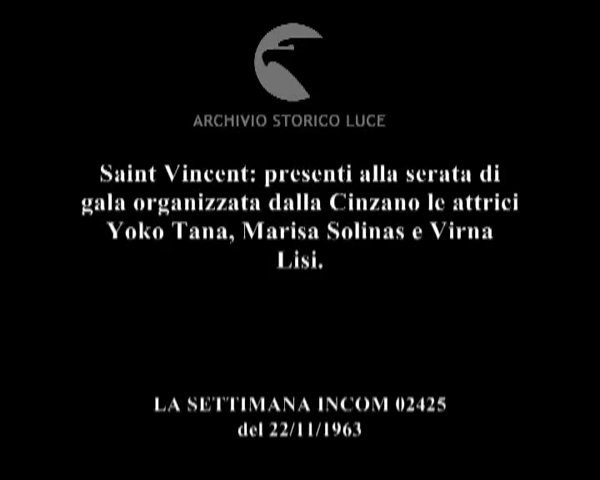 ARCHIVIO STORICO LUCE
Saint Vincent: presenti alla serata di
gala organizzata dalla Cinzano le attrici
Yoko Tana, Marisa Solinas e Virna
Lisi.
LA SETTIMANA INCOM 02425
del 22/11/1963